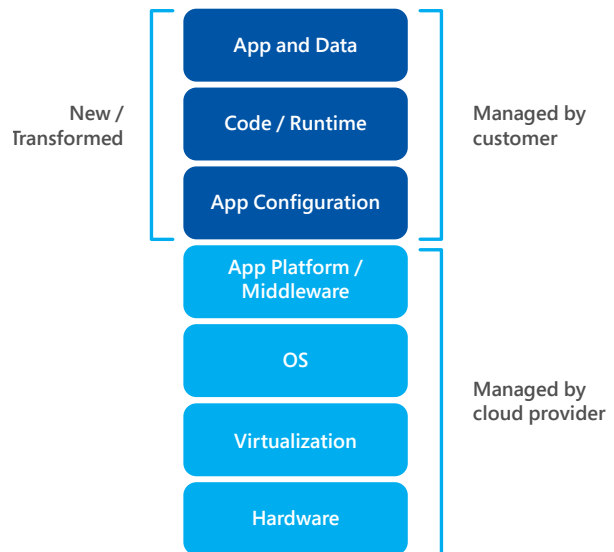 App and Data
New /
Transformed
Code / Runtime
Managed by
customer
App Configuration
App Platform /
Middleware
OS
Managed by
cloud provider
Virtualization
Hardware